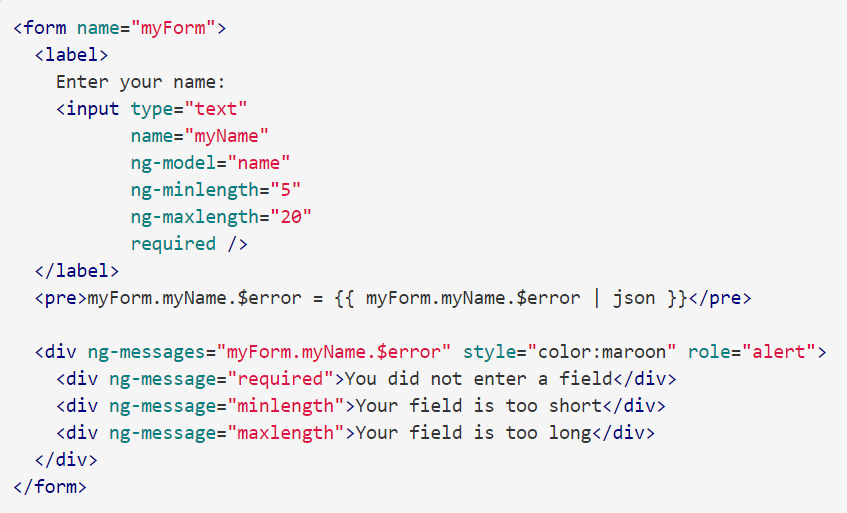 <form name="myForm">
  <label>
    Enter your name:
    <input type="text"
           name="myName"
           ng-model="name"
           ng-minlength="5"
           ng-maxlength="20"
           required />
  </label>
  <pre>myForm.myName.$error = {{ myForm.myName.$error | json }}</pre>

  <div ng-messages="myForm.myName.$error" style="color:maroon" role="alert">
    <div ng-message="required">You did not enter a field</div>
    <div ng-message="minlength">Your field is too short</div>
    <div ng-message="maxlength">Your field is too long</div>
  </div>
</form>